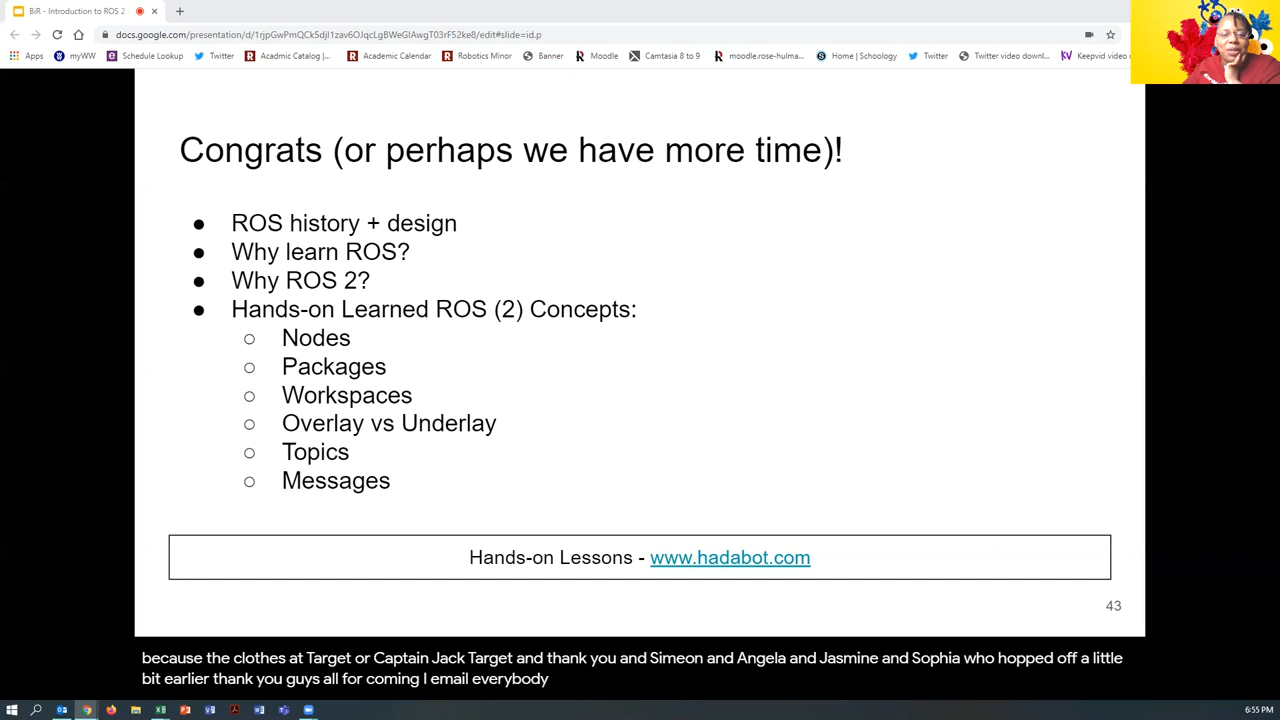 BiR - Introduction to ROS 2
docs.google.com/presentation/d/1rjpGwPmQCk5djI1zav6OJqcLgBWeGIAwgT03rF52ke8/edit#slide=id.p
Apps myWW Schedule Lookup Twitter Acadmic Catalog |... Academic Calendar Robotics Minor Banner Moodle Camtasia 8 to 9 moodle.rose-hulma... Home | Schoology Twitter Twitter video downl... Keepvid video
Congrats (or perhaps we have more time)!
● ROS history + design
● Why learn ROS?
● Why ROS 2?
● Hands-on Learned ROS (2) Concepts:
○ Nodes
○ Packages
○ Workspaces
○ Overlay vs Underlay
○ Topics
○ Messages
Hands-on Lessons - www.hadabot.com
43
because the clothes at Target or Captain Jack Target and thank you and Simeon and Angela and Jasmine and Sophia who hopped off a little
bit earlier thank you guys all for coming I email everybody
6:55 PM